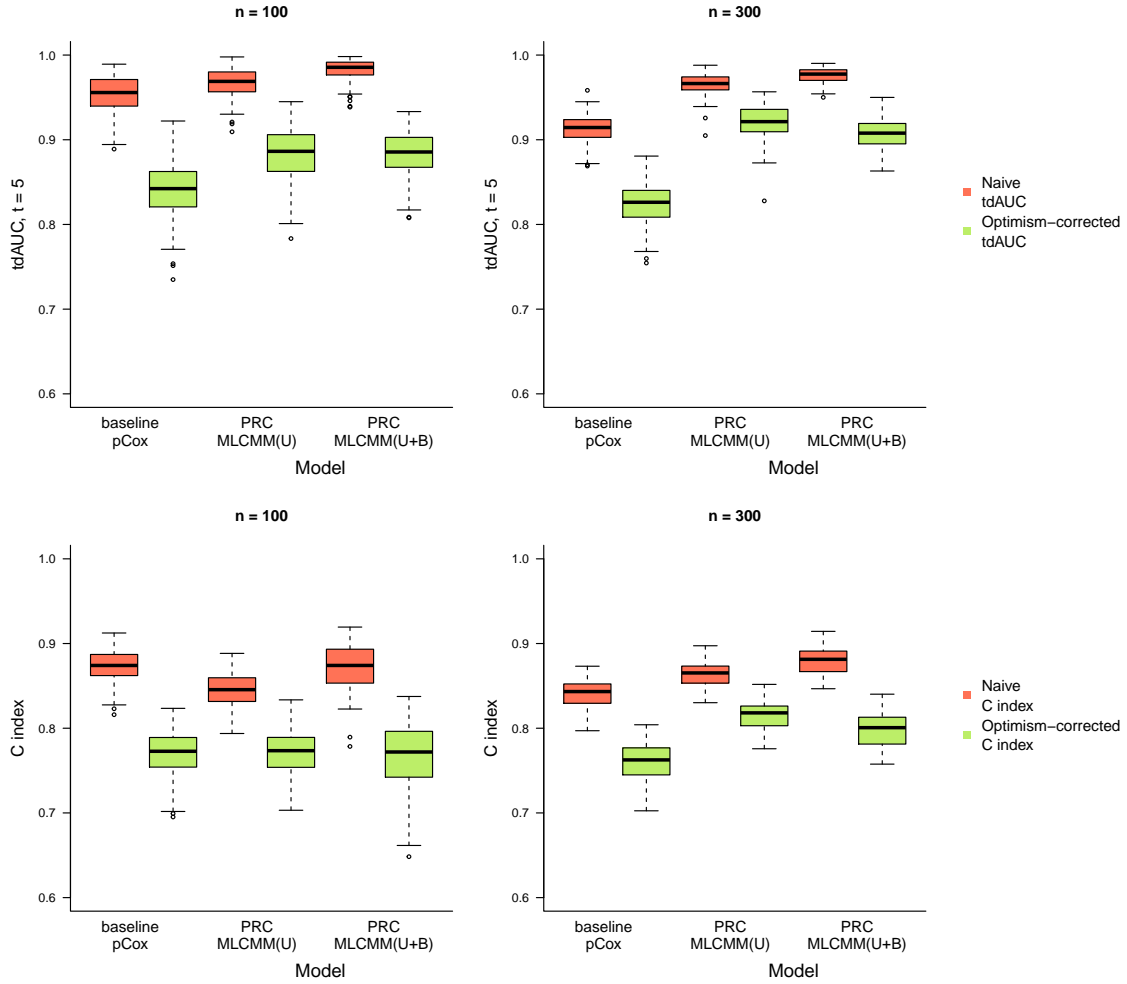 n = 100
n = 300
1.0
0.9
0.8
0.7
0.6
tdAUC, t = 5
baseline
pCox
PRC
MLCMM(U)
PRC
MLCMM(U+B)
Model
1.0
0.9
0.8
0.7
0.6
tdAUC, t = 5
baseline
pCox
PRC
MLCMM(U)
PRC
MLCMM(U+B)
Model
Naive
tdAUC
Optimism−corrected
tdAUC
n = 100
n = 300
1.0
0.9
0.8
0.7
0.6
C index
baseline
pCox
PRC
MLCMM(U)
PRC
MLCMM(U+B)
Model
1.0
0.9
0.8
0.7
0.6
C index
baseline
pCox
PRC
MLCMM(U)
PRC
MLCMM(U+B)
Model
Naive
C index
Optimism−corrected
C index